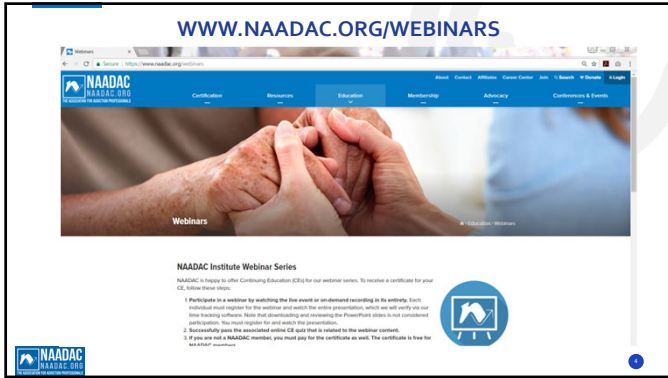 WWW.NAADAC.ORG/WEBINARS
Webinars
Secure https://www.naadac.org/webinars
About Contact Affiliates Career Center Join Search Donate Login
NAADAC
NAADAC.ORG
THE ASSOCIATION FOR ADDICTION PROFESSIONALS
Certification Resources Education Membership Advocacy Conferences & Events
Webinars
Education Webinars
NAADAC Institute Webinar Series
NAADAC is happy to offer Continuing Education (CEs) for our webinar series. To receive a certificate for your
CE, follow these steps:
1. Participate in a webinar by watching the live event or on-demand recording in its entirety. Each
individual must register for the webinar and watch the entire presentation, which we will verify via our
time tracking software. Note that downloading and reviewing the PowerPoint slides is not considered
participation. You must register for and watch the presentation.
2. Successfully pass the associated online CE quiz that is related to the webinar content.
3. If you are not a NAADAC member, you must pay for the certificate as well. The certificate is free for
NAADAC members.
NAADAC
NAADAC.ORG
THE ASSOCIATION FOR ADDICTION PROFESSIONALS
4